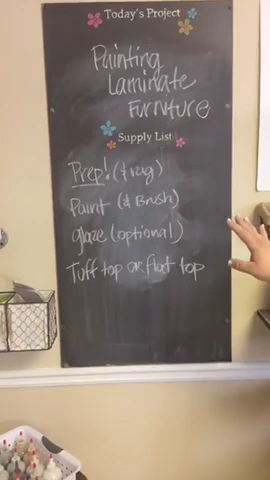 Today's Project
Painting
Laminate
Furniture
Supply List
Prep! (& rag)
Paint (& Brush)
glaze (optional)
Tuff top or flat top